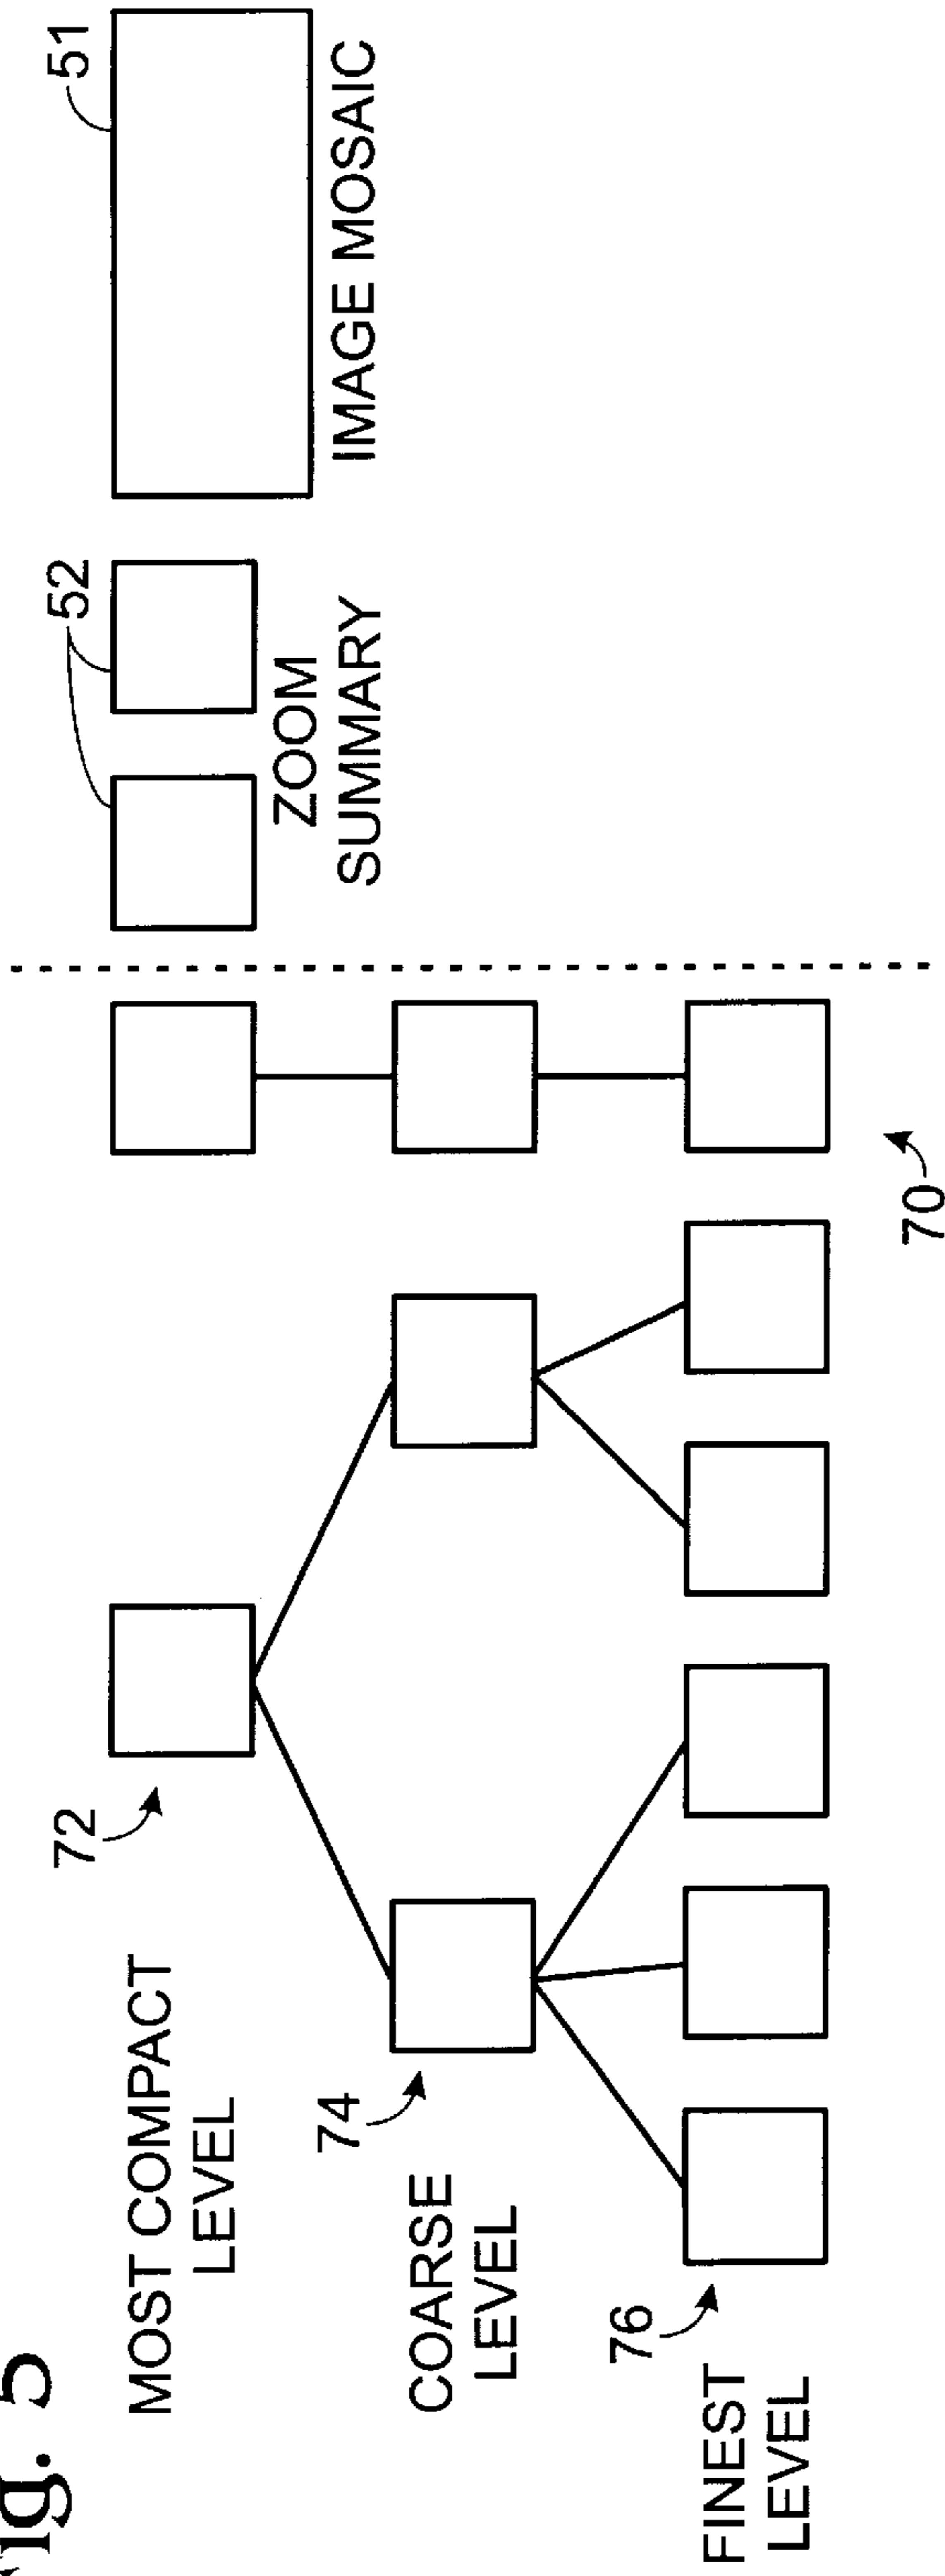 Fig. 5
MOST COMPACT
LEVEL
72
COARSE
LEVEL
74
FINEST
LEVEL
76
70
52
ZOOM
SUMMARY
51
IMAGE MOSAIC